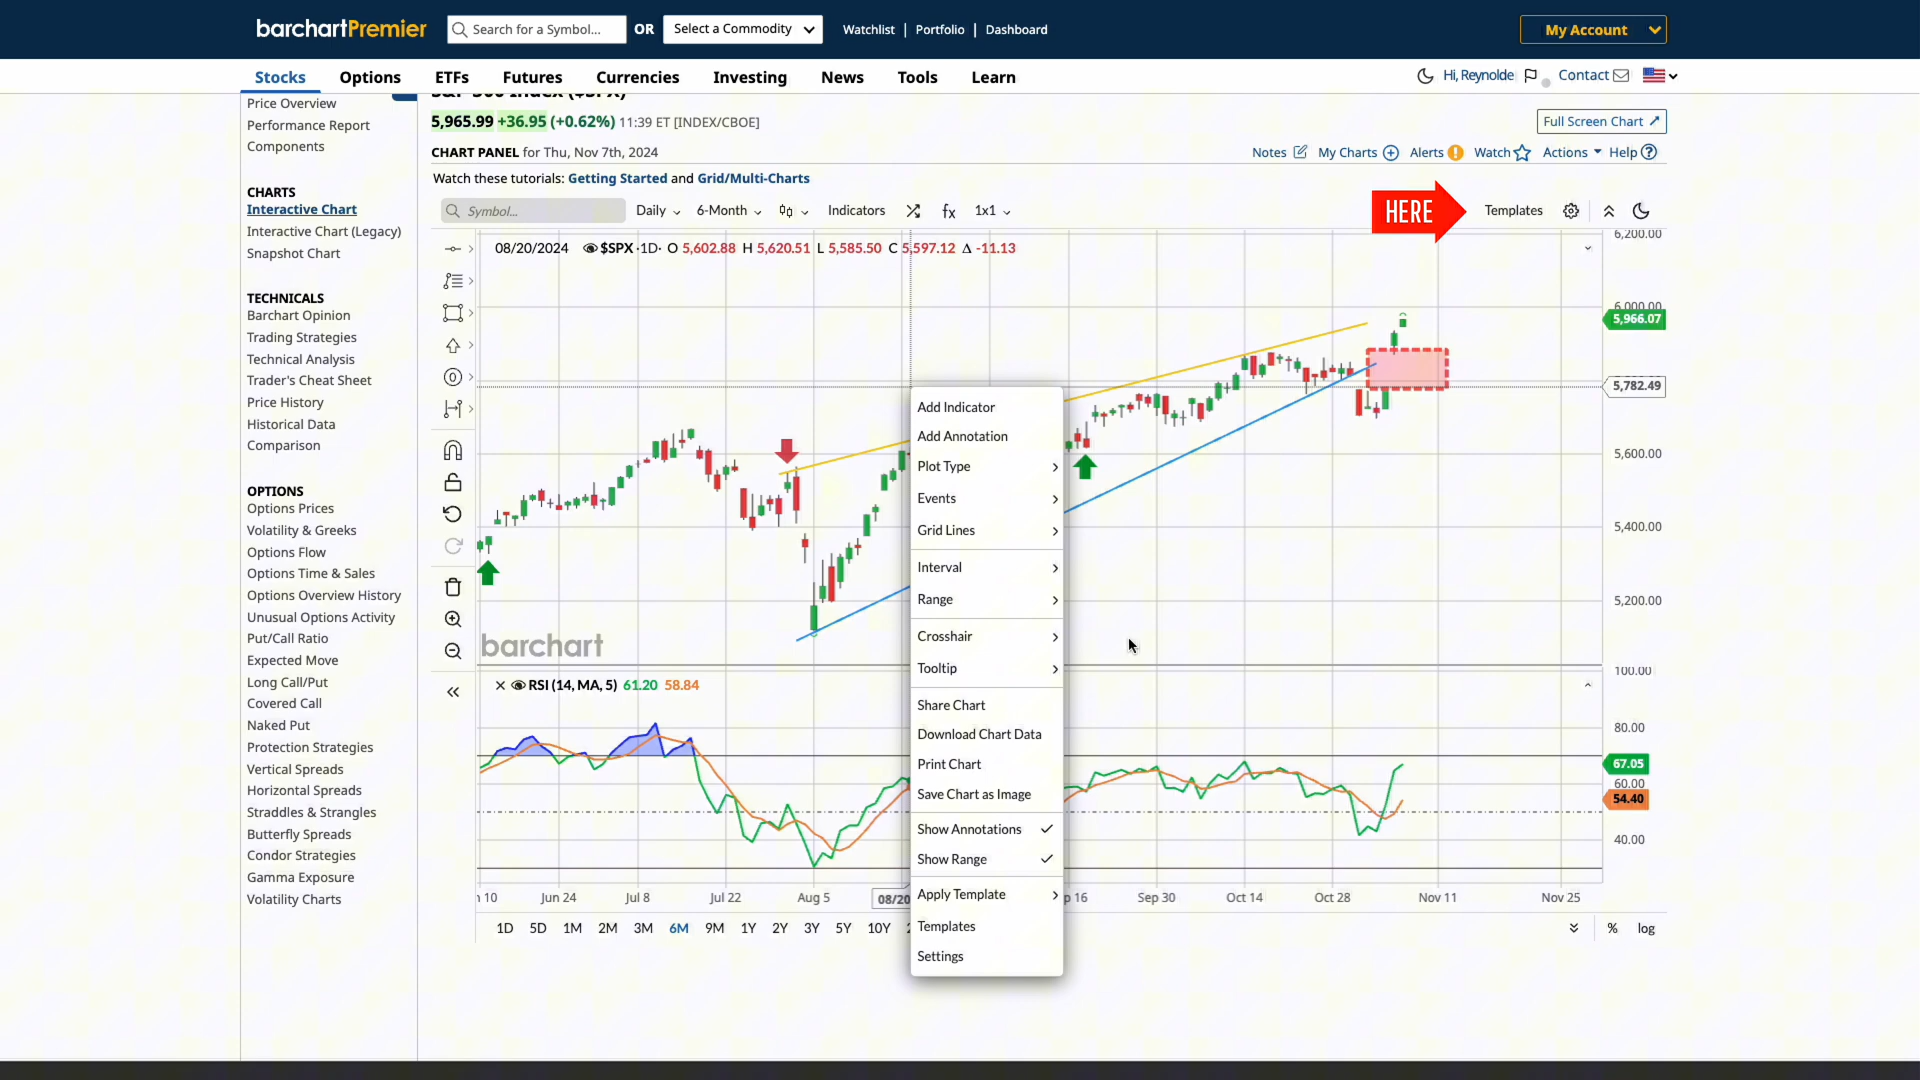 barchartPremier
Search for a Symbol...
OR
Select a Commodity
Watchlist | Portfolio | Dashboard
My Account
Stocks Options ETFs Futures Currencies Investing News Tools Learn
Hi, Reynolde
Contact
S&P 500 Index ($SPX)
5,965.99 +36.95 (+0.62%) 11:39 ET [INDEX/CBOE]
Full Screen Chart
CHART PANEL for Thu, Nov 7th, 2024
Notes My Charts Alerts Watch Actions Help
Watch these tutorials: Getting Started and Grid/Multi-Charts
Symbol... Daily 6-Month Indicators fx 1x1
HERE
Templates
08/20/2024 $SPX · 1D · O 5,602.88 H 5,620.51 L 5,585.50 C 5,597.12 Δ -11.13
Price Overview
Performance Report
Components
CHARTS
Interactive Chart
Interactive Chart (Legacy)
Snapshot Chart
TECHNICALS
Barchart Opinion
Trading Strategies
Technical Analysis
Trader's Cheat Sheet
Price History
Historical Data
Comparison
OPTIONS
Options Prices
Volatility & Greeks
Options Flow
Options Time & Sales
Options Overview History
Unusual Options Activity
Put/Call Ratio
Expected Move
Long Call/Put
Covered Call
Naked Put
Protection Strategies
Vertical Spreads
Horizontal Spreads
Straddles & Strangles
Butterfly Spreads
Condor Strategies
Gamma Exposure
Volatility Charts
6,200.00
6,000.00
5,966.07
5,782.49
5,600.00
5,400.00
5,200.00
barchart
Add Indicator
Add Annotation
Plot Type
Events
Grid Lines
Interval
Range
Crosshair
Tooltip
Share Chart
Download Chart Data
Print Chart
Save Chart as Image
Show Annotations
Show Range
Apply Template
Templates
Settings
RSI (14, MA, 5) 61.20 58.84
100.00
80.00
67.05
60.00
54.40
40.00
n 10 Jun 24 Jul 8 Jul 22 Aug 5 08/20 p 16 Sep 30 Oct 14 Oct 28 Nov 11 Nov 25
1D 5D 1M 2M 3M 6M 9M 1Y 2Y 3Y 5Y 10Y 2
% log